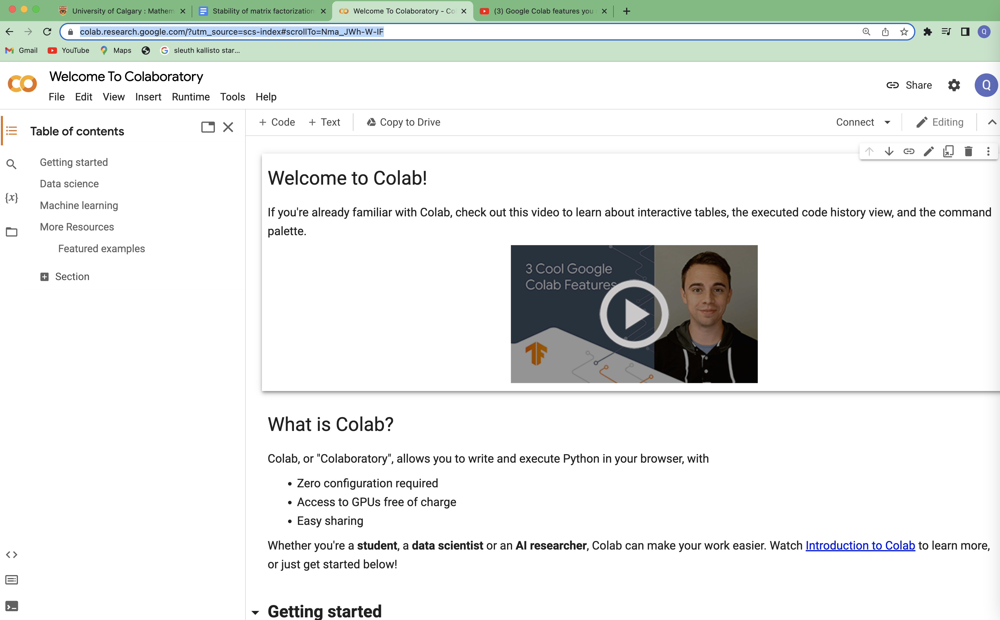 University of Calgary : Mathem
Stability of matrix factorization
Welcome To Colaboratory - Co
(3) Google Colab features you
colab.research.google.com/?utm_source=scs-index#scrollTo=Nma_JWh-W-IF
Q
Gmail
YouTube
Maps
sleuth kallisto star...
Welcome To Colaboratory
File Edit View Insert Runtime Tools Help
Share
Q
Table of contents
+ Code + Text
Copy to Drive
Connect
Editing
Getting started
Data science
Machine learning
More Resources
Featured examples
Section
{x}
Welcome to Colab!
If you're already familiar with Colab, check out this video to learn about interactive tables, the executed code history view, and the command
palette.
3 Cool Google
Colab Features
What is Colab?
Colab, or "Colaboratory", allows you to write and execute Python in your browser, with
• Zero configuration required
• Access to GPUs free of charge
• Easy sharing
Whether you're a student, a data scientist or an AI researcher, Colab can make your work easier. Watch Introduction to Colab to learn more,
or just get started below!
Getting started